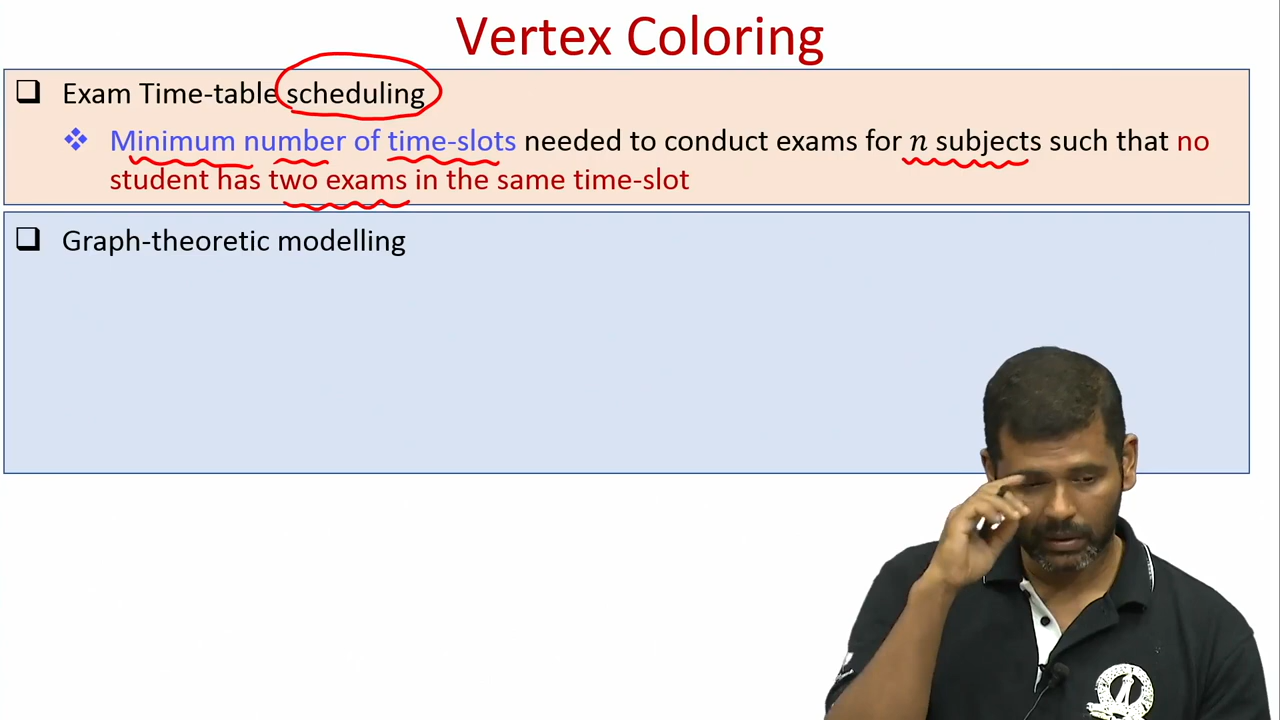 Vertex Coloring
Exam Time-table scheduling
Minimum number of time-slots needed to conduct exams for n subjects such that no
student has two exams in the same time-slot
Graph-theoretic modelling